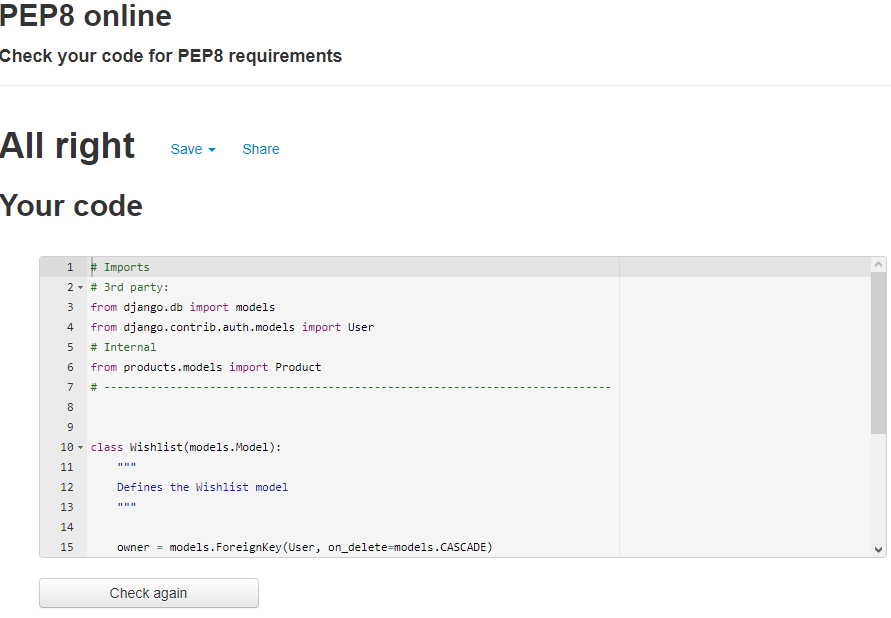 PEP8 online
Check your code for PEP8 requirements
All right Save Share
Your code
1 # Imports
2 # 3rd party:
3 from django.db import models
4 from django.contrib.auth.models import User
5 # Internal
6 from products.models import Product
7 # -----------------------------------------------------------------------------
8
9
10 class Wishlist(models.Model):
11     """
12     Defines the Wishlist model
13     """
14
15     owner = models.ForeignKey(User, on_delete=models.CASCADE)
Check again